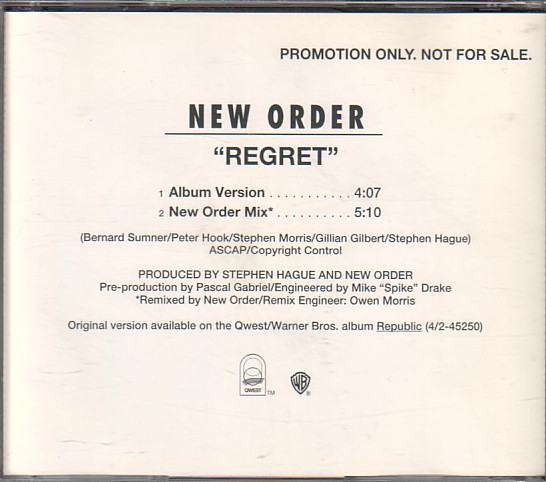 PROMOTION ONLY. NOT FOR SALE.
NEW ORDER
“REGRET”
1 Album Version . . . . . . . . . . . 4:07
2 New Order Mix* . . . . . . . . . . 5:10
(Bernard Sumner/Peter Hook/Stephen Morris/Gillian Gilbert/Stephen Hague)
ASCAP/Copyright Control
PRODUCED BY STEPHEN HAGUE AND NEW ORDER
Pre-production by Pascal Gabriel/Engineered by Mike “Spike” Drake
*Remixed by New Order/Remix Engineer: Owen Morris
Original version available on the Qwest/Warner Bros. album Republic (4/2-45250)
QWEST TM WB ®